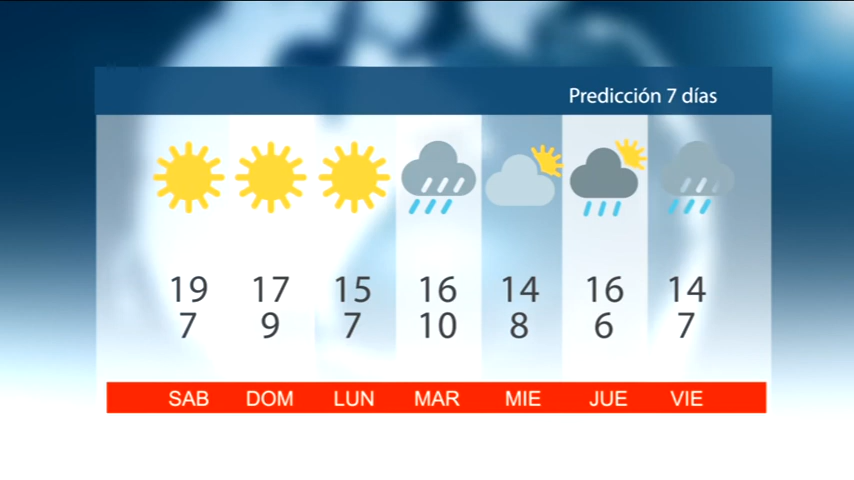 Predicción 7 días
19 17 15 16 14 16 14
7 9 7 10 8 6 7
SAB DOM LUN MAR MIE JUE VIE